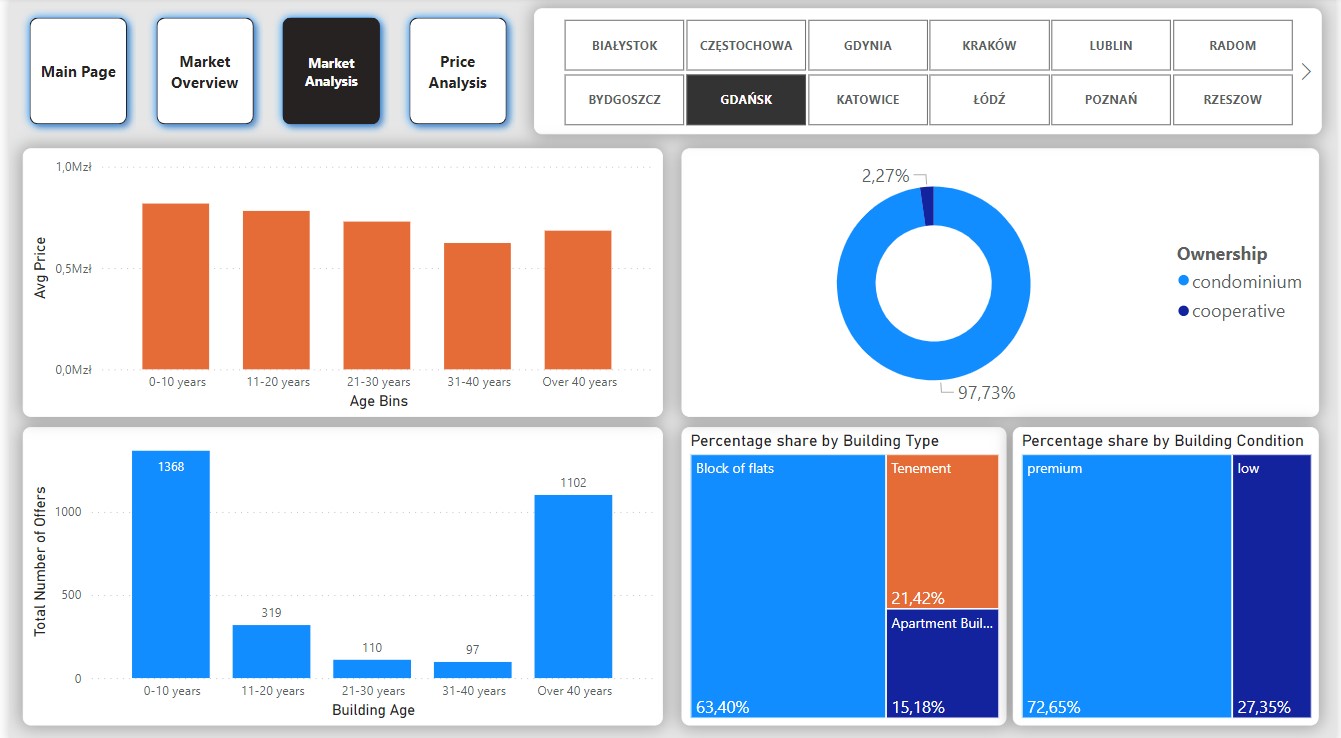 Main Page
Market
Overview
Market
Analysis
Price
Analysis
BIAŁYSTOK
CZĘSTOCHOWA
GDYNIA
KRAKÓW
LUBLIN
RADOM
BYDGOSZCZ
GDAŃSK
KATOWICE
ŁÓDŹ
POZNAŃ
RZESZOW
Avg Price
1,0Mzł
0,5Mzł
0,0Mzł
0-10 years
11-20 years
21-30 years
31-40 years
Over 40 years
Age Bins
2,27%
97,73%
Ownership
condominium
cooperative
Total Number of Offers
1000
500
0
1368
319
110
97
1102
0-10 years
11-20 years
21-30 years
31-40 years
Over 40 years
Building Age
Percentage share by Building Type
Block of flats
63,40%
Tenement
21,42%
Apartment Buil...
15,18%
Percentage share by Building Condition
premium
72,65%
low
27,35%